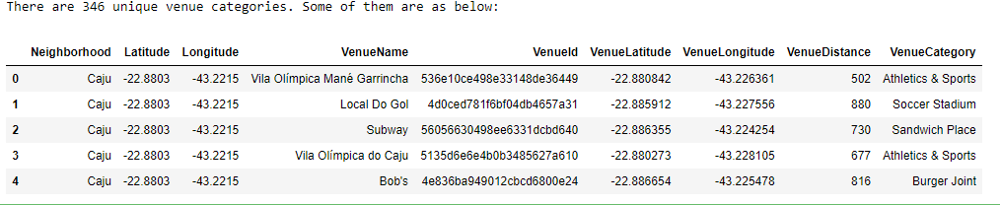 There are 346 unique venue categories. Some of them are as below:
Neighborhood Latitude Longitude VenueName VenueId VenueLatitude VenueLongitude VenueDistance VenueCategory
0 Caju -22.8803 -43.2215 Vila Olímpica Mané Garrincha 536e10ce498e33148de36449 -22.880842 -43.226361 502 Athletics & Sports
1 Caju -22.8803 -43.2215 Local Do Gol 4d0ced781f6bf04db4657a31 -22.885912 -43.227556 880 Soccer Stadium
2 Caju -22.8803 -43.2215 Subway 56056630498ee6331dcbd640 -22.886355 -43.224254 730 Sandwich Place
3 Caju -22.8803 -43.2215 Vila Olímpica do Caju 5135d6e6e4b0b3485627a610 -22.880273 -43.228105 677 Athletics & Sports
4 Caju -22.8803 -43.2215 Bob's 4e836ba949012cbcd6800e24 -22.886654 -43.225478 816 Burger Joint